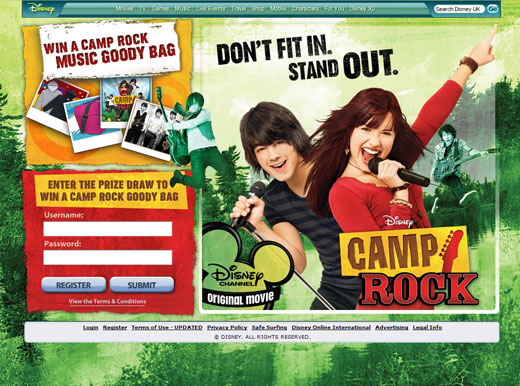 Disney
Movies TV Games Music Live Events Travel Shop Mobile Characters For You Disney XD
Search Disney UK Go
WIN A CAMP ROCK
MUSIC GOODY BAG
CAMP
ROCK
DON'T FIT IN.
STAND OUT.
ENTER THE PRIZE DRAW TO
WIN A CAMP ROCK GOODY BAG
Username:
Password:
REGISTER SUBMIT
View the Terms & Conditions
Disney
CHANNEL
ORIGINAL MOVIE
Disney
CAMP
ROCK
Login Register Terms of Use - UPDATED Privacy Policy Safe Surfing Disney Online International Advertising Legal Info
© DISNEY. ALL RIGHTS RESERVED.